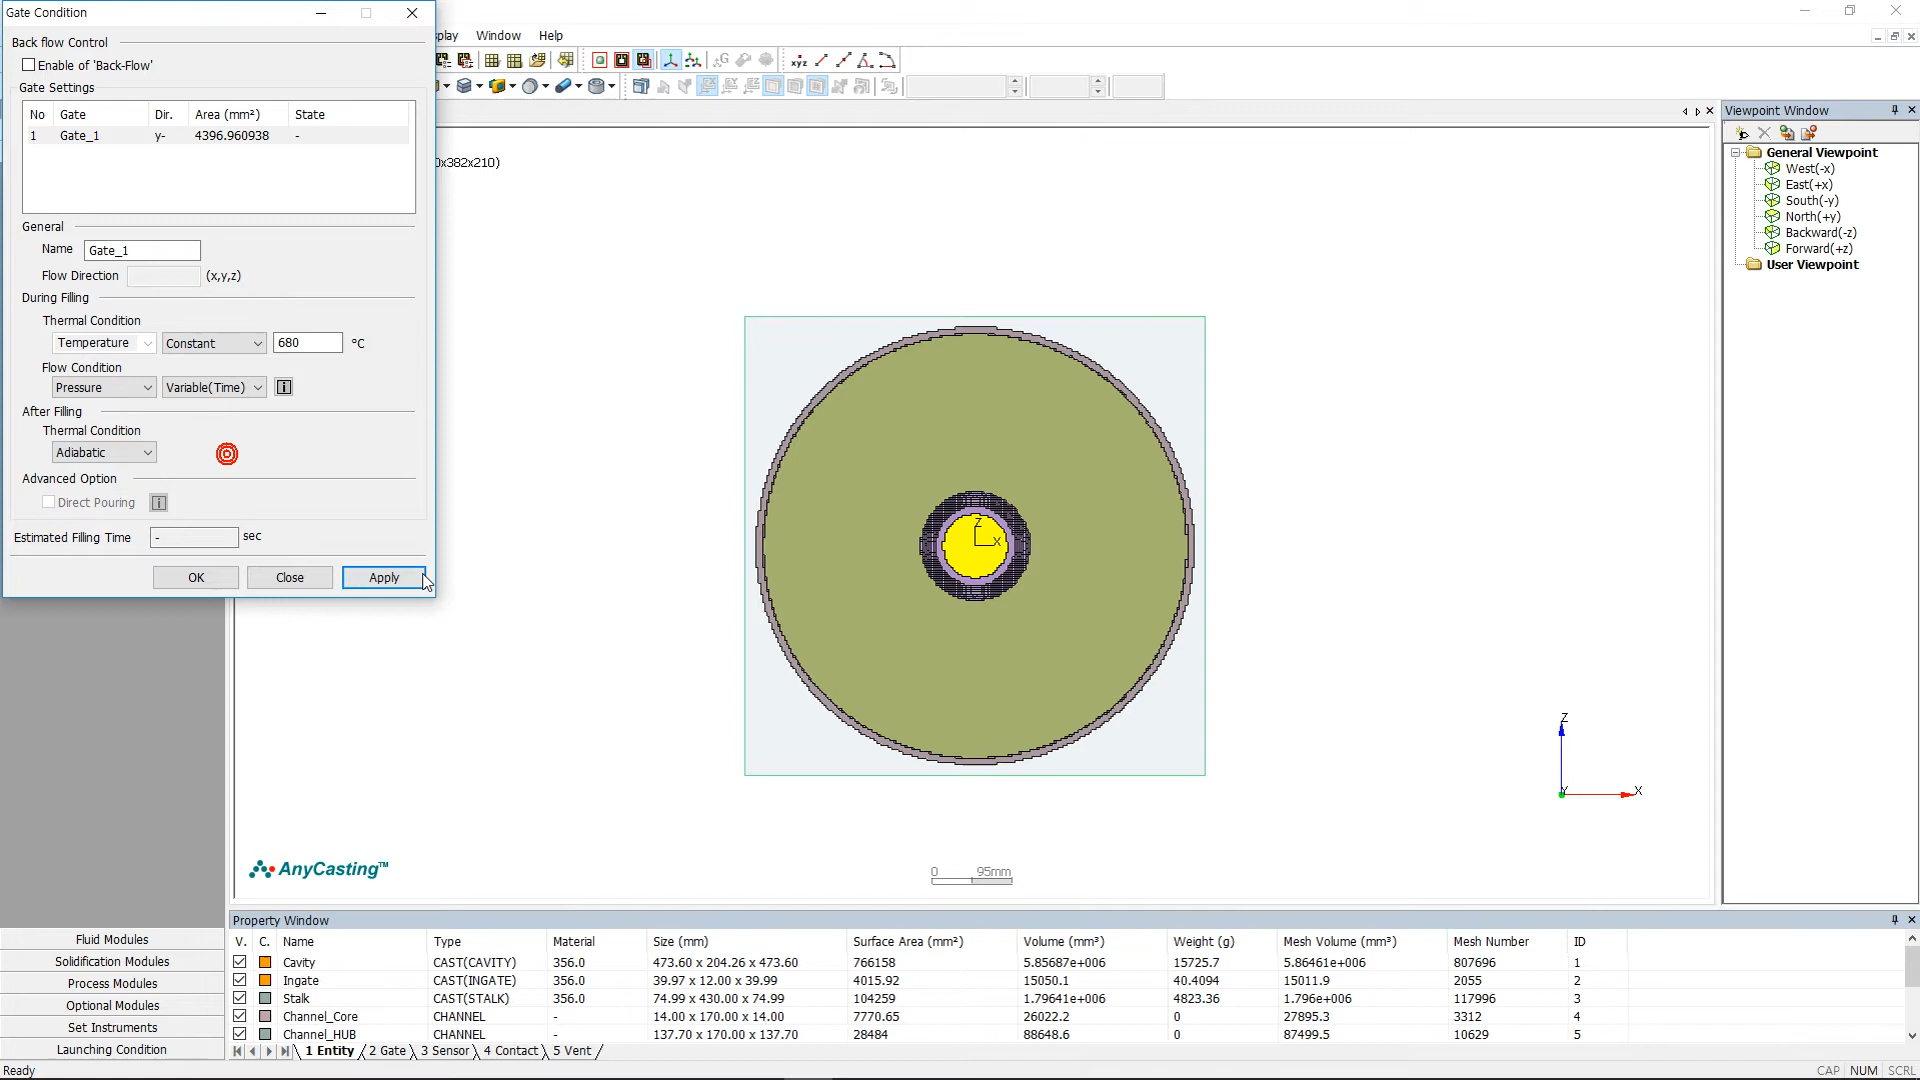 Gate Condition
Back flow Control
Enable of 'Back-Flow'
Gate Settings
No Gate Dir. Area (mm²) State
1 Gate_1 y- 4396.960938 -
General
Name Gate_1
Flow Direction (x,y,z)
During Filling
Thermal Condition
Temperature Constant 680 °C
Flow Condition
Pressure Variable(Time)
After Filling
Thermal Condition
Adiabatic
Advanced Option
Direct Pouring
Estimated Filling Time - sec
OK Close Apply
splay Window Help
0x382x210)
Z
X
Z
Y X
AnyCasting™
0 95mm
Viewpoint Window
General Viewpoint
West(-x)
East(+x)
South(-y)
North(+y)
Backward(-z)
Forward(+z)
User Viewpoint
Fluid Modules
Solidification Modules
Process Modules
Optional Modules
Set Instruments
Launching Condition
Property Window
V. C. Name Type Material Size (mm) Surface Area (mm²) Volume (mm³) Weight (g) Mesh Volume (mm³) Mesh Number ID
Cavity CAST(CAVITY) 356.0 473.60 x 204.26 x 473.60 766158 5.85687e+006 15725.7 5.86461e+006 807696 1
Ingate CAST(INGATE) 356.0 39.97 x 12.00 x 39.99 4015.92 15050.1 40.4094 15011.9 2055 2
Stalk CAST(STALK) 356.0 74.99 x 430.00 x 74.99 104259 1.79641e+006 4823.36 1.796e+006 117996 3
Channel_Core CHANNEL - 14.00 x 170.00 x 14.00 7770.65 26022.2 0 27895.3 3312 4
Channel_HUB CHANNEL - 137.70 x 170.00 x 137.70 28484 88648.6 0 87499.5 10629 5
1 Entity 2 Gate 3 Sensor 4 Contact 5 Vent
Ready CAP NUM SCRL